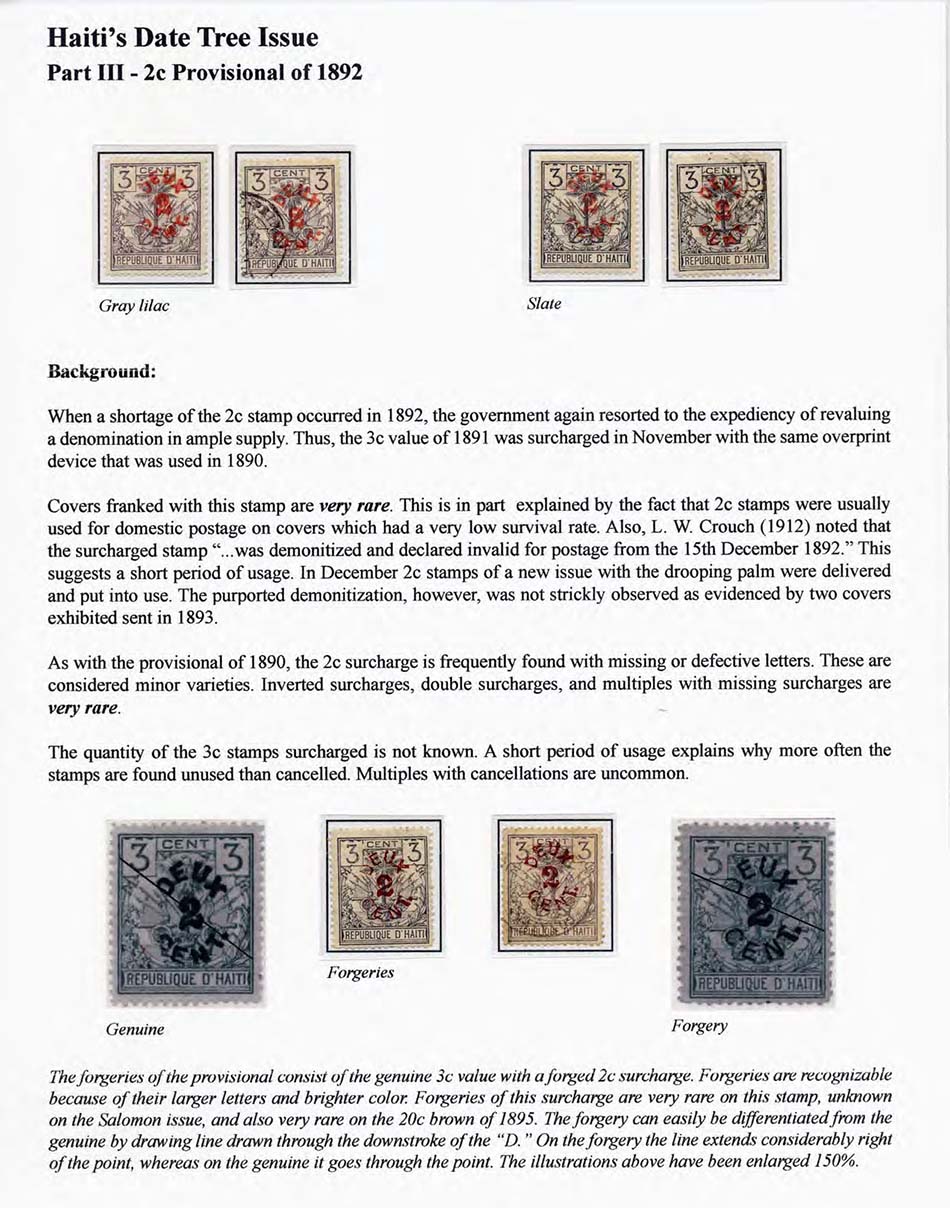 Haiti's Date Tree Issue
Part III - 2c Provisional of 1892
3 CENT 3
DEUX
2
CENT
REPUBLIQUE D'HAITI
3 CENT 3
2
REPUBLIQUE D'HAITI
3 CENT 3
2
REPUBLIQUE D'HAITI
3 CENT 3
DEUX
2
CENT
REPUBLIQUE D'HAITI
Gray lilac
Slate
Background:
When a shortage of the 2c stamp occurred in 1892, the government again resorted to the expediency of revaluing
a denomination in ample supply. Thus, the 3c value of 1891 was surcharged in November with the same overprint
device that was used in 1890.
Covers franked with this stamp are very rare. This is in part explained by the fact that 2c stamps were usually
used for domestic postage on covers which had a very low survival rate. Also, L. W. Crouch (1912) noted that
the surcharged stamp "...was demonitized and declared invalid for postage from the 15th December 1892." This
suggests a short period of usage. In December 2c stamps of a new issue with the drooping palm were delivered
and put into use. The purported demonitization, however, was not strickly observed as evidenced by two covers
exhibited sent in 1893.
As with the provisional of 1890, the 2c surcharge is frequently found with missing or defective letters. These are
considered minor varieties. Inverted surcharges, double surcharges, and multiples with missing surcharges are
very rare.
The quantity of the 3c stamps surcharged is not known. A short period of usage explains why more often the
stamps are found unused than cancelled. Multiples with cancellations are uncommon.
3 CENT 3
DEUX
2
CENT
REPUBLIQUE D'HAITI
3 CENT 3
DEUX
2
CENT
REPUBLIQUE D'HAITI
3 CENT 3
DEUX
2
CENT
REPUBLIQUE D'HAITI
3 CENT 3
DEUX
2
CENT
REPUBLIQUE D'HAITI
Forgeries
Genuine
Forgery
The forgeries of the provisional consist of the genuine 3c value with a forged 2c surcharge. Forgeries are recognizable
because of their larger letters and brighter color. Forgeries of this surcharge are very rare on this stamp, unknown
on the Salomon issue, and also very rare on the 20c brown of 1895. The forgery can easily be differentiated from the
genuine by drawing line drawn through the downstroke of the "D." On the forgery the line extends considerably right
of the point, whereas on the genuine it goes through the point. The illustrations above have been enlarged 150%.